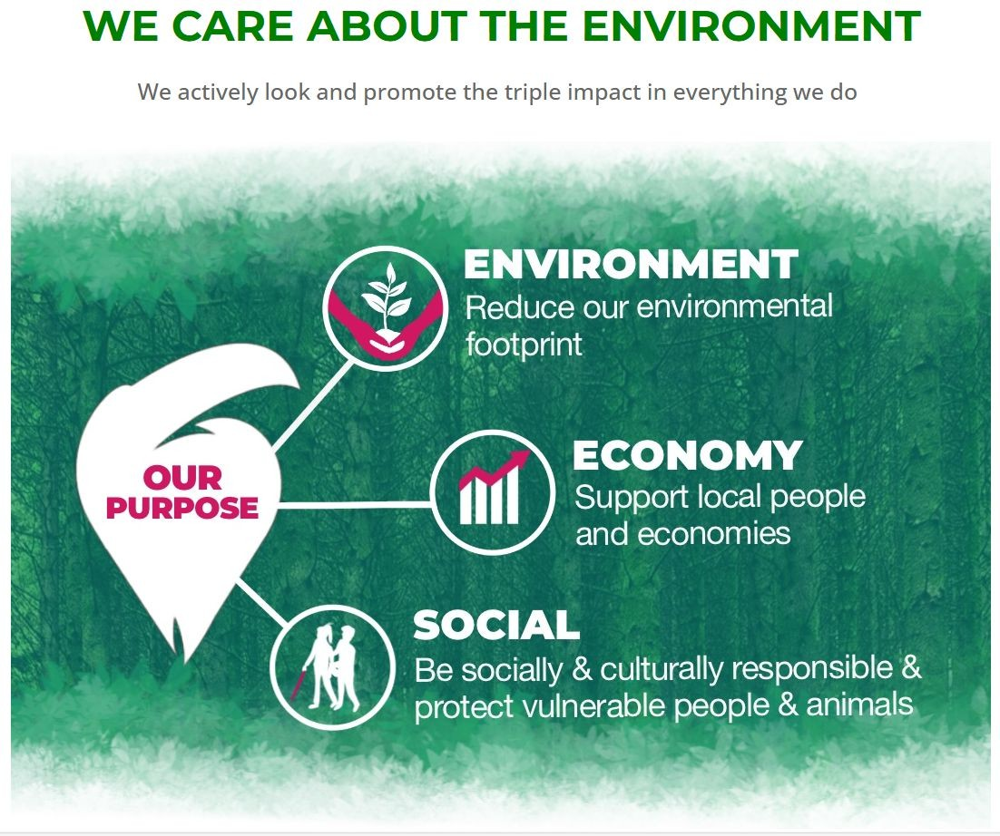 WE CARE ABOUT THE ENVIRONMENT
We actively look and promote the triple impact in everything we do
ENVIRONMENT
Reduce our environmental
footprint
OUR
PURPOSE
ECONOMY
Support local people
and economies
SOCIAL
Be socially & culturally responsible &
protect vulnerable people & animals